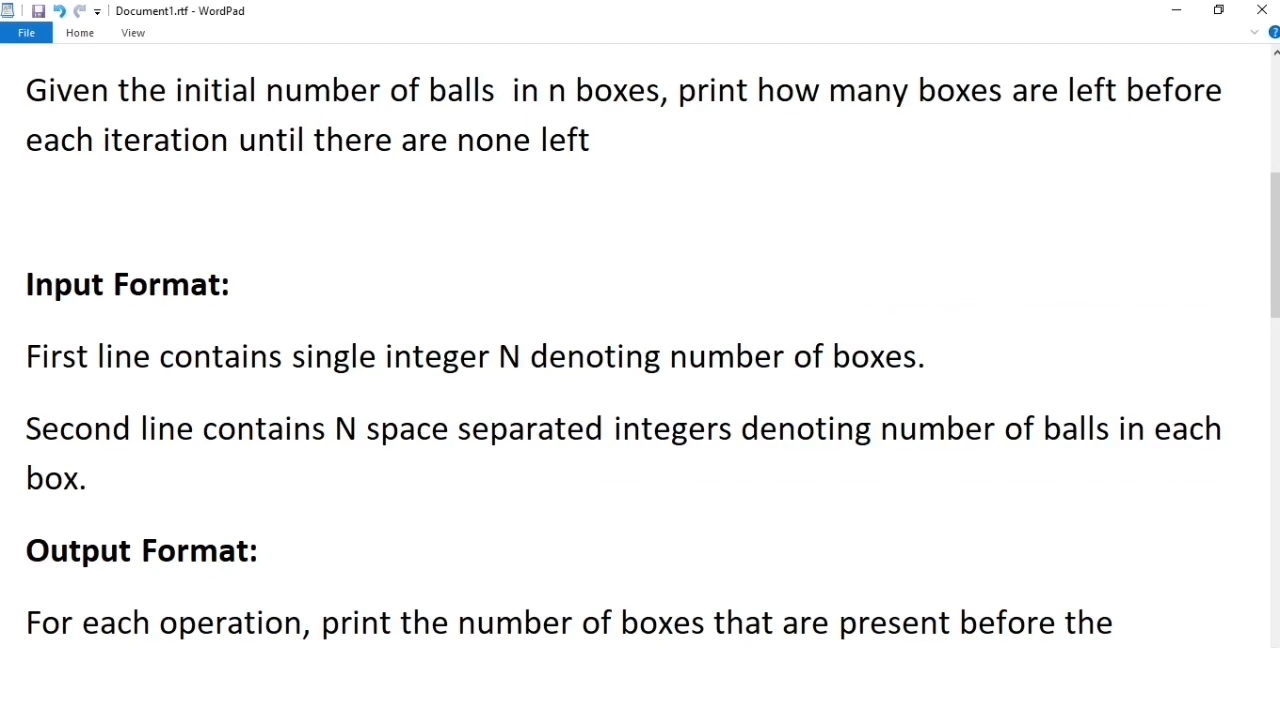 Document1.rtf - WordPad
File Home View
Given the initial number of balls in n boxes, print how many boxes are left before
each iteration until there are none left
Input Format:
First line contains single integer N denoting number of boxes.
Second line contains N space separated integers denoting number of balls in each
box.
Output Format:
For each operation, print the number of boxes that are present before the